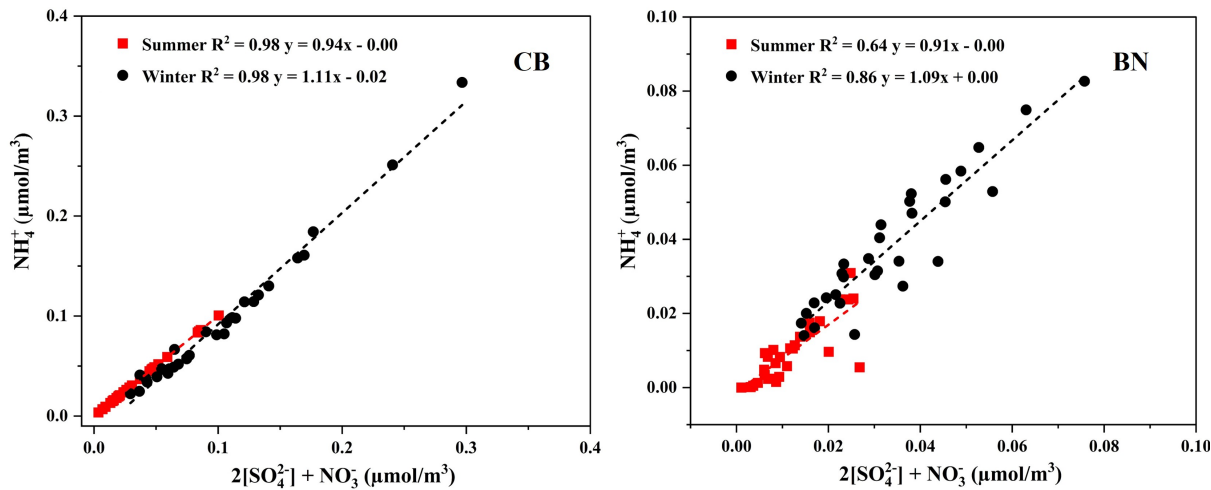 0.4
0.3
0.2
0.1
0.0
NH₄⁺ (μmol/m³)
Summer R² = 0.98 y = 0.94x - 0.00
Winter R² = 0.98 y = 1.11x - 0.02
CB
0.0 0.1 0.2 0.3 0.4
2[SO₄²⁻] + NO₃⁻ (μmol/m³)
0.10
0.08
0.06
0.04
0.02
0.00
NH₄⁺ (μmol/m³)
Summer R² = 0.64 y = 0.91x - 0.00
Winter R² = 0.86 y = 1.09x + 0.00
BN
0.00 0.02 0.04 0.06 0.08 0.10
2[SO₄²⁻] + NO₃⁻ (μmol/m³)